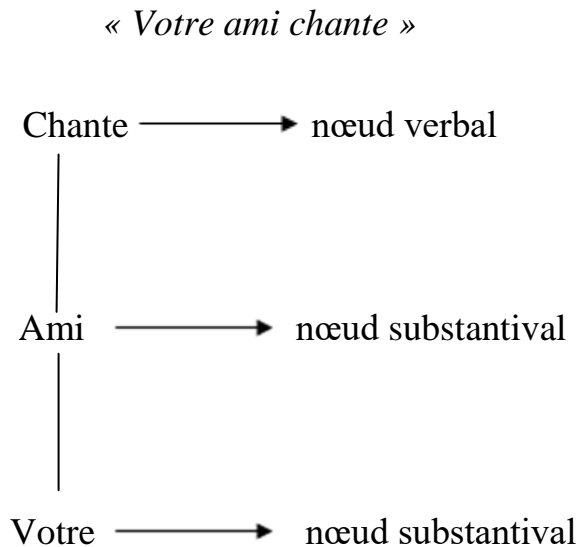 « Votre ami chante »
Chante nœud verbal
Ami nœud substantival
Votre nœud substantival